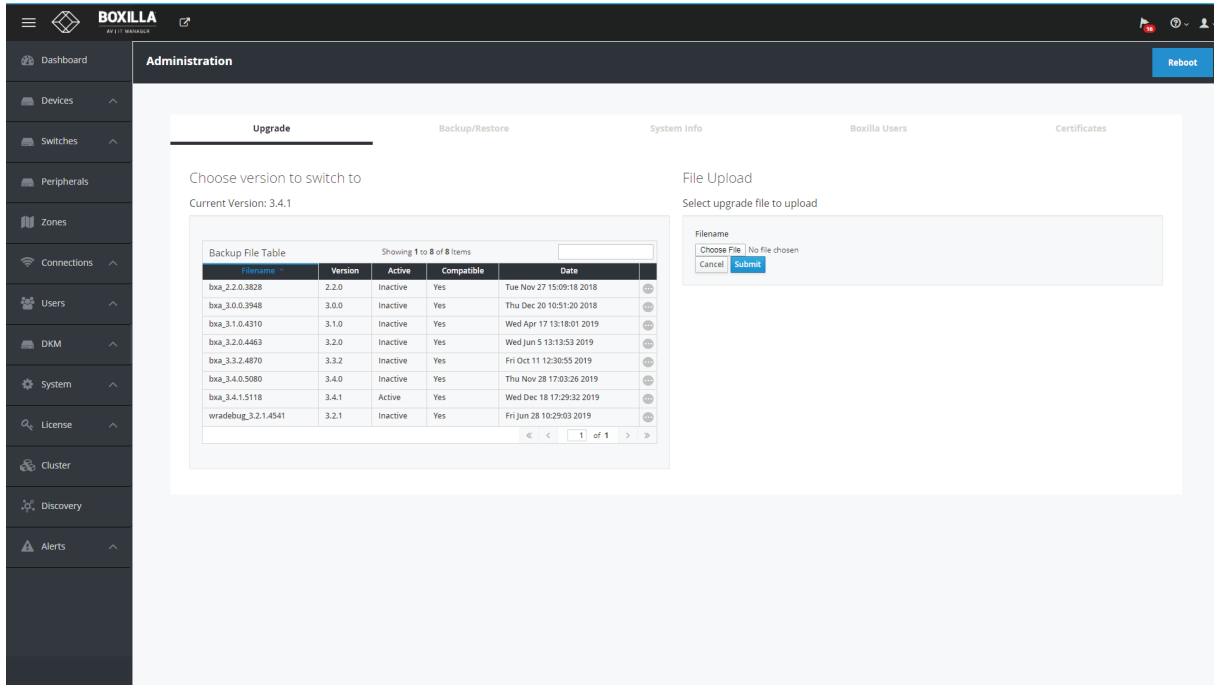 BOXILLA
AV | IT MANAGER
16
Dashboard
Devices
Switches
Peripherals
Zones
Connections
Users
DKM
System
License
Cluster
Discovery
Alerts
Administration
Reboot
Upgrade Backup/Restore System Info Boxilla Users Certificates
Choose version to switch to
Current Version: 3.4.1
Backup File Table Showing 1 to 8 of 8 Items
Filename Version Active Compatible Date
bxa_2.2.0.3828 2.2.0 Inactive Yes Tue Nov 27 15:09:18 2018
bxa_3.0.0.3948 3.0.0 Inactive Yes Thu Dec 20 10:51:20 2018
bxa_3.1.0.4310 3.1.0 Inactive Yes Wed Apr 17 13:18:01 2019
bxa_3.2.0.4463 3.2.0 Inactive Yes Wed Jun 5 13:13:53 2019
bxa_3.3.2.4870 3.3.2 Inactive Yes Fri Oct 11 12:30:55 2019
bxa_3.4.0.5080 3.4.0 Inactive Yes Thu Nov 28 17:03:26 2019
bxa_3.4.1.5118 3.4.1 Active Yes Wed Dec 18 17:29:32 2019
wradebug_3.2.1.4541 3.2.1 Inactive Yes Fri Jun 28 10:29:03 2019
1 of 1
File Upload
Select upgrade file to upload
Filename
Choose File No file chosen
Cancel Submit